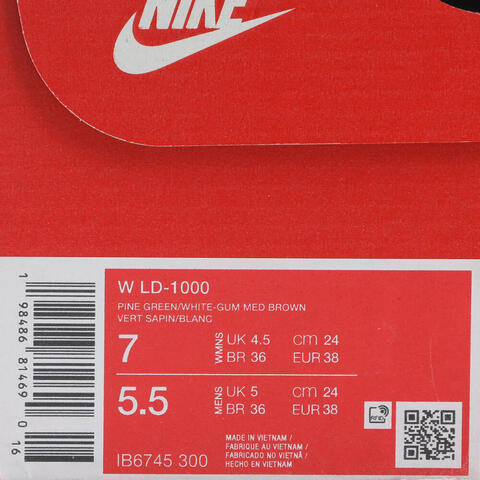 NIKE
W LD-1000
PINE GREEN/WHITE-GUM MED BROWN
VERT SAPIN/BLANC
7 WMNS UK 4.5 cm 24
BR 36 EUR 38
5.5 MENS UK 5 cm 24
BR 36 EUR 38
IB6745 300
MADE IN VIETNAM /
FABRIQUE AU VIETNAM /
FABRICADO NO VIETNÃ /
HECHO EN VIETNAM
RFID
1 98486 81469 0 16